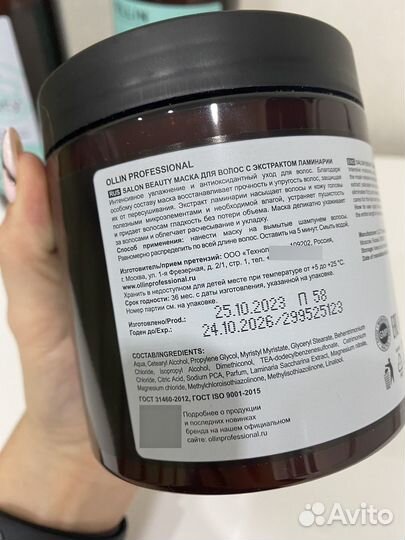 OLLIN PROFESSIONAL
RUS SALON BEAUTY МАСКА ДЛЯ ВОЛОС С ЭКСТРАКТОМ ЛАМИНАРИИ
Интенсивное увлажнение и антиоксидантный уход для волос. Благодаря
особому составу маска восстанавливает прочность и упругость волос, защищая
их от пересушивания. Экстракт ламинарии насыщает волосы и кожу головы
полезными микроэлементами и необходимой влагой, устраняет пушистость
и придает волосам гладкость без потери объема. Маска деликатно ухаживает
за волосами и облегчает расчесывание и укладку.
Способ применения: нанести маску на вымытые шампунем волосы.
Равномерно распределить по всей длине волос. Оставить на 5 минут. Смыть водой.
Изготовитель/прием претензий: ООО «Техноп 109202, Россия,
г. Москва, ул. 1-я Фрезерная, д. 2/1, стр. 1, тел.
www.ollinprofessional.ru
Хранить в недоступном для детей месте при температуре от +5 до +25°C.
Срок годности: 36 мес. с даты изготовления, указанной на упаковке.
Номер партии см. на упаковке.
Изготовлено/Prod.: 25.10.2023 П 58
Годен до/Exp.: 24.10.2026/299525123
СОСТАВ/INGREDIENTS:
Aqua, Cetearyl Alcohol, Propylene Glycol, Myristyl Myristate, Glyceryl Stearate, Behentrimonium
Chloride, Isopropyl Alcohol, Dimethiconol, TEA-dodecylbenzenesulfonate, Cetrimonium
Chloride, Citric Acid, Sodium PCA, Parfum, Laminaria Saccharina Extract, Magnesium nitrate,
Magnesium chloride, Methylchloroisothiazolinone, Methylisothiazolinone, Linalool.
ГОСТ 31460-2012, ГОСТ ISO 9001-2015
Подробнее о продукции
и последних новинках
бренда на нашем официальном
сайте: ollinprofessional.ru
Avito